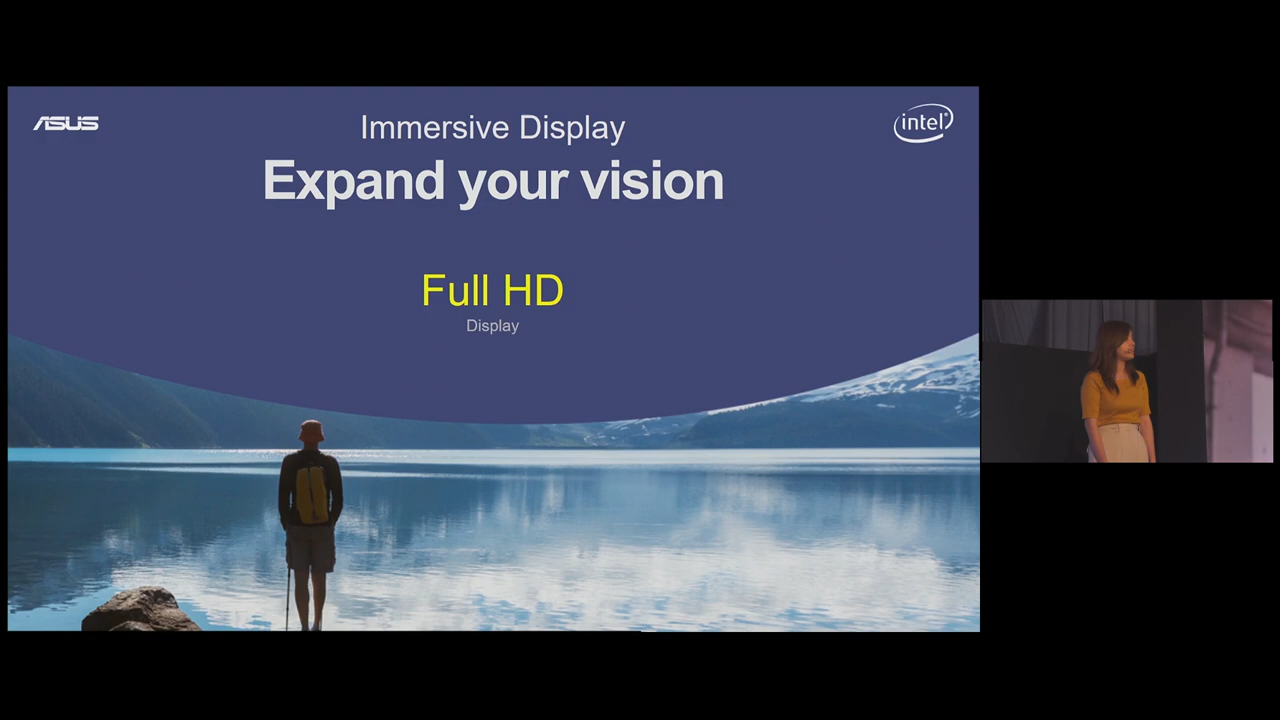 ASUS
intel
Immersive Display
Expand your vision
Full HD
Display